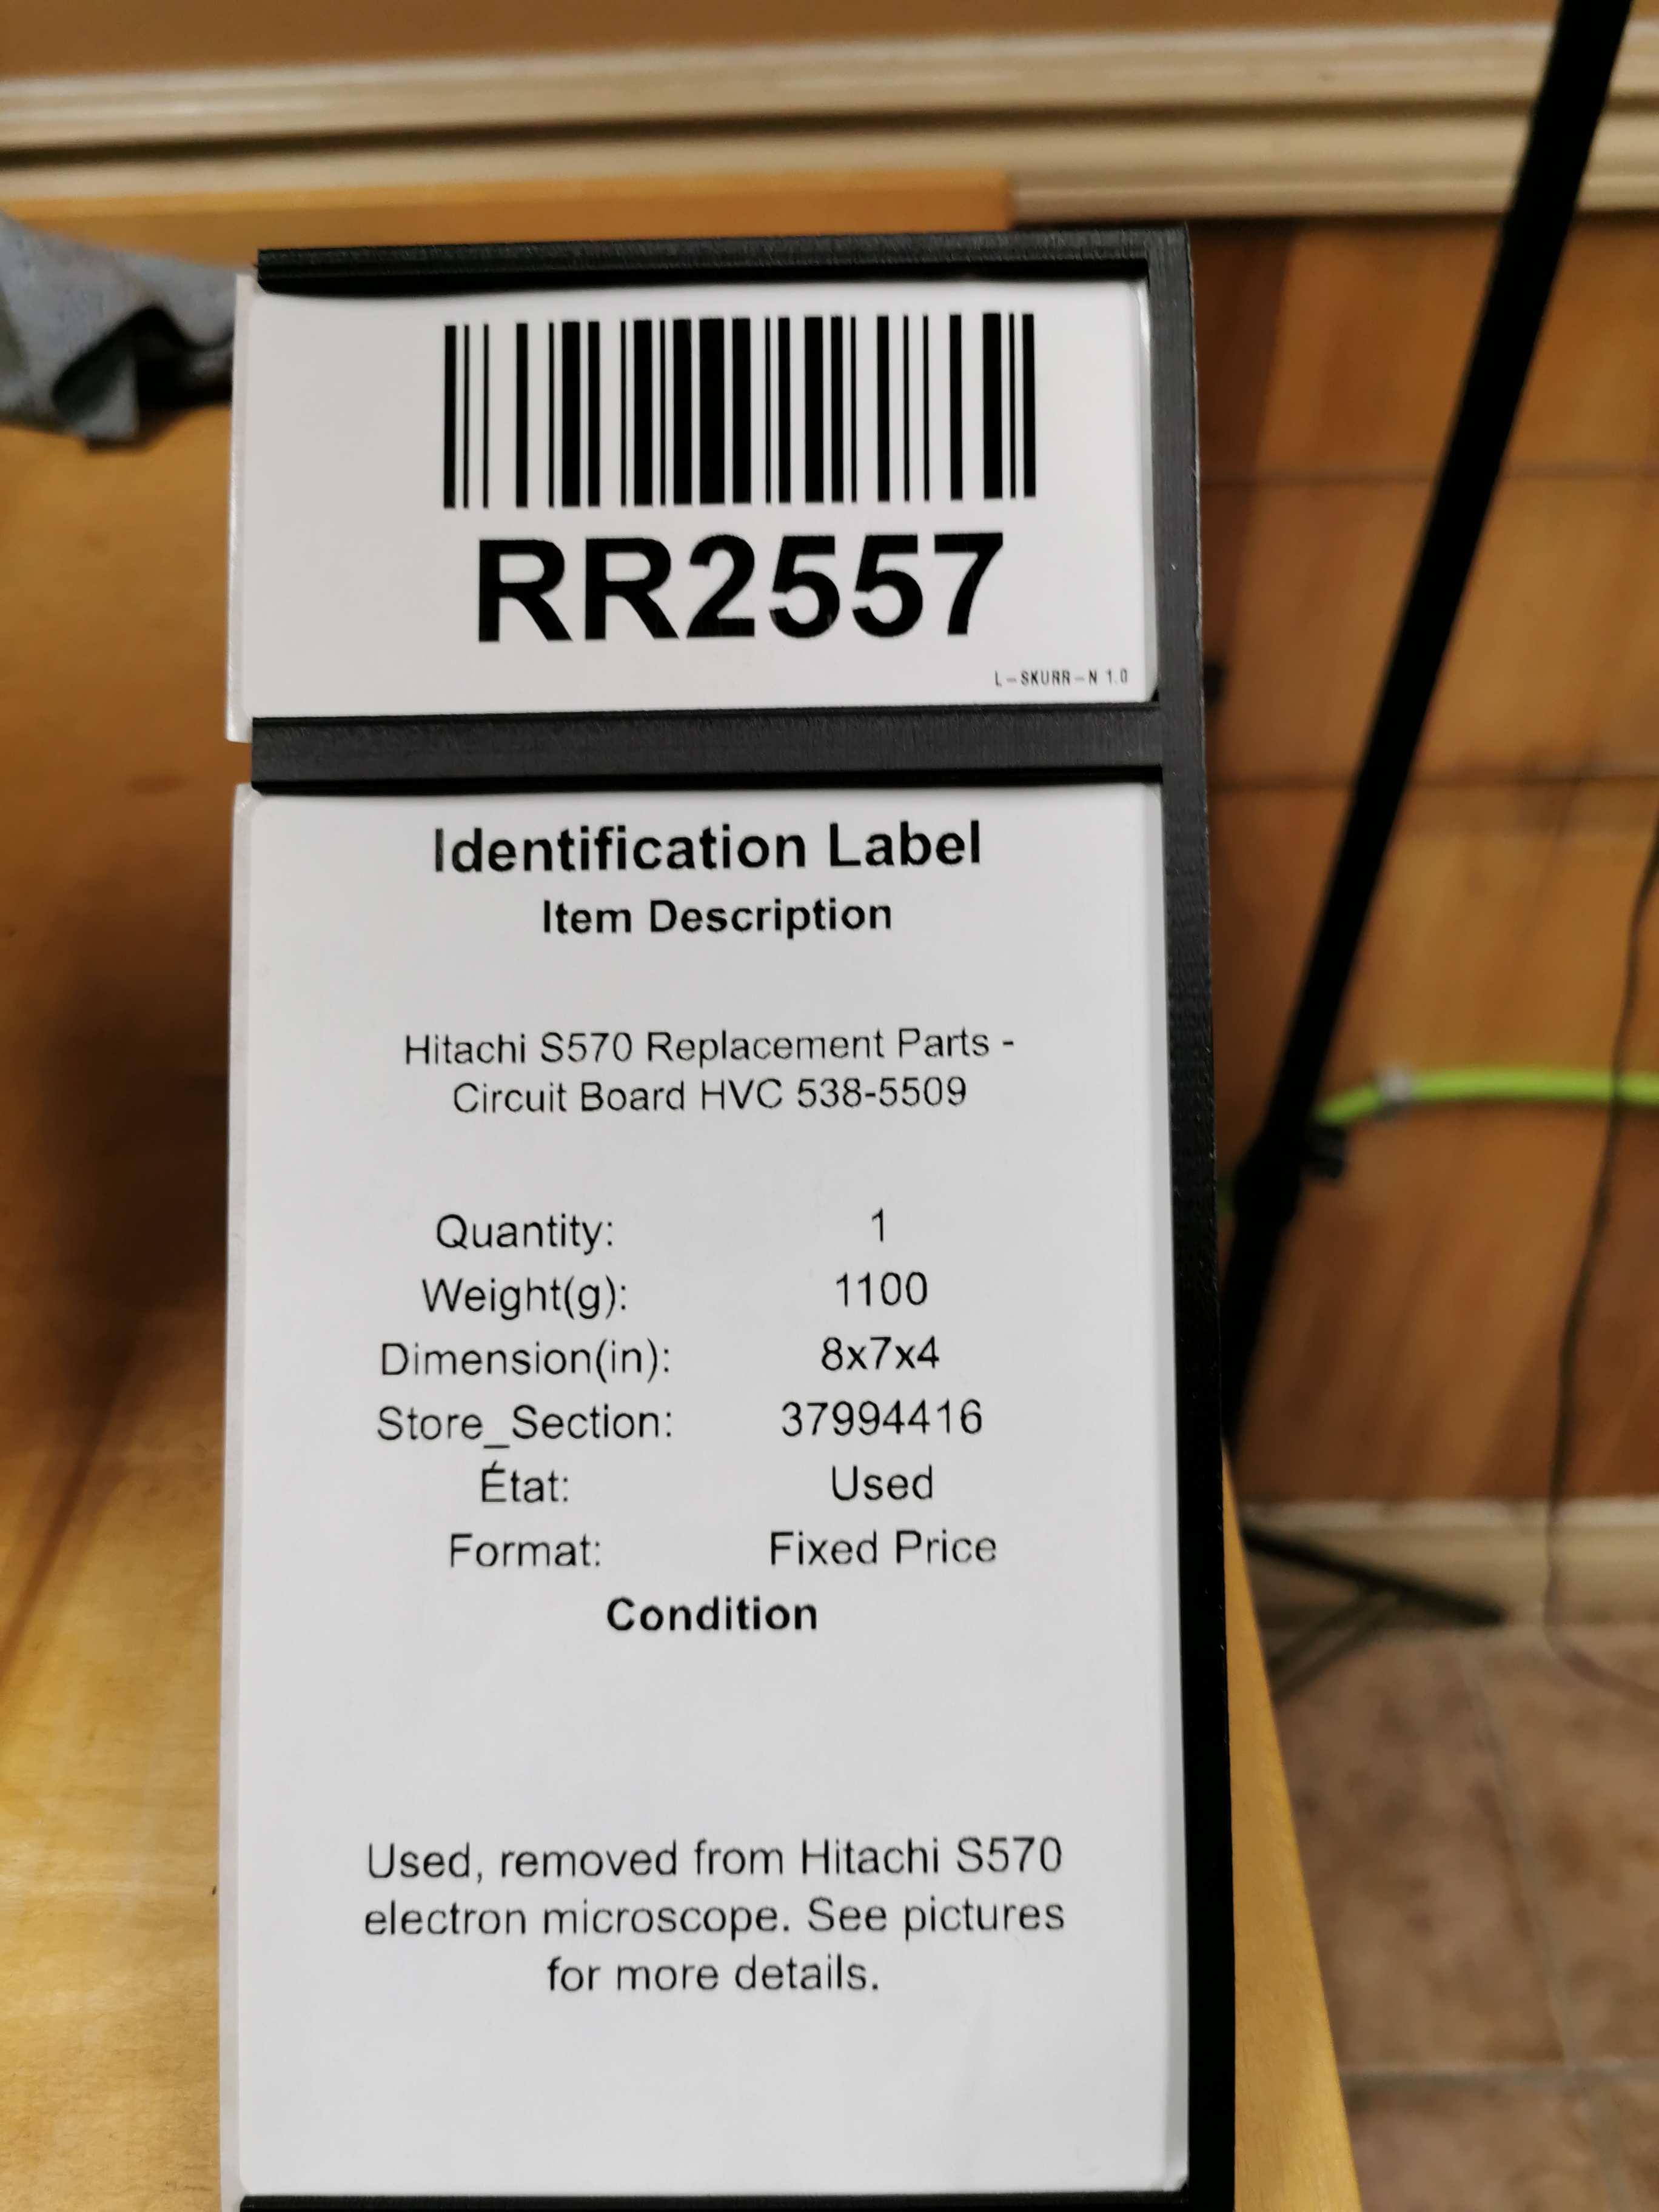 RR2557
L-SKURR-N 1.0
Identification Label
Item Description
Hitachi S570 Replacement Parts -
Circuit Board HVC 538-5509
Quantity: 1
Weight(g): 1100
Dimension(in): 8x7x4
Store_Section: 37994416
État: Used
Format: Fixed Price
Condition
Used, removed from Hitachi S570
electron microscope. See pictures
for more details.